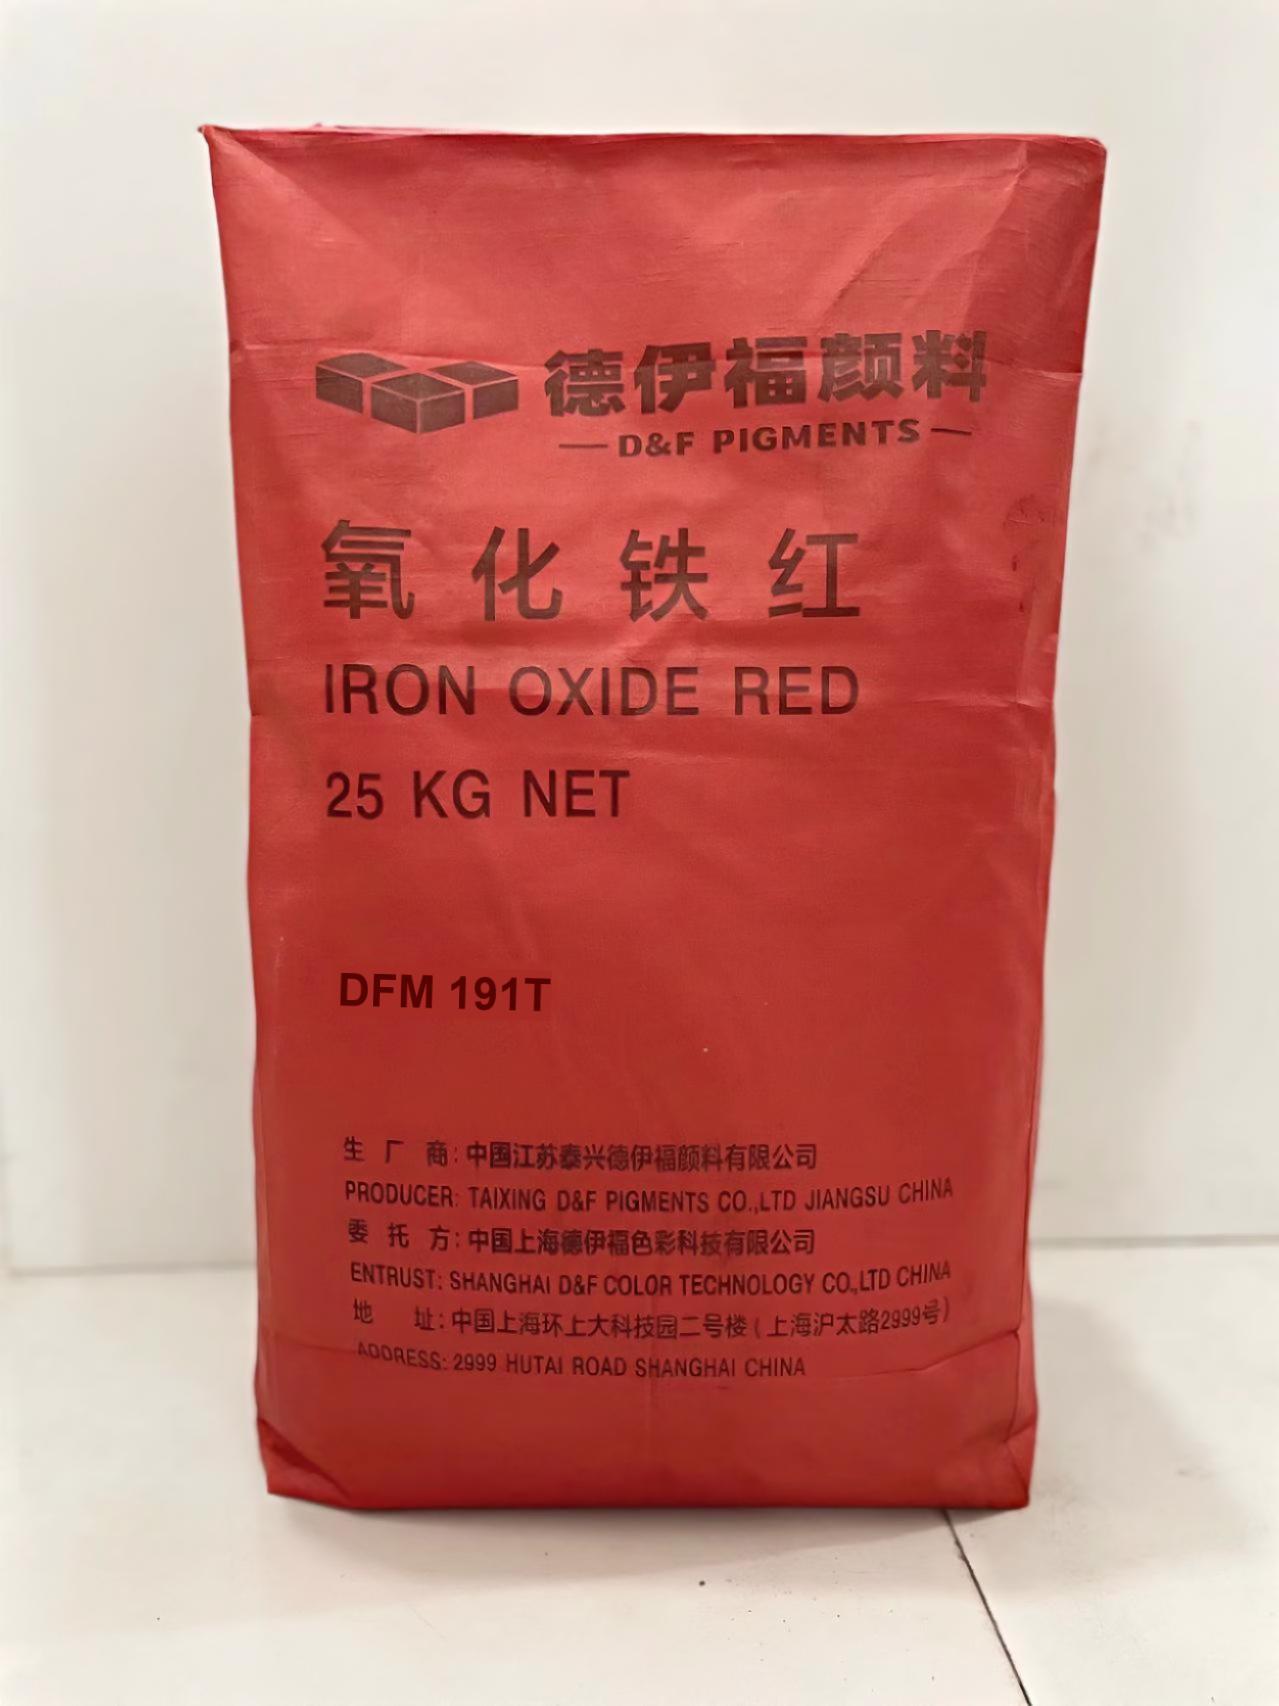 德伊福颜料
— D&F PIGMENTS —
氧化铁红
IRON OXIDE RED
25 KG NET
DFM 191T
生厂商:中国江苏泰兴德伊福颜料有限公司
PRODUCER: TAIXING D&F PIGMENTS CO.,LTD JIANGSU CHINA
委托方:中国上海德伊福色彩科技有限公司
ENTRUST: SHANGHAI D&F COLOR TECHNOLOGY CO.,LTD CHINA
地址:中国上海环上大科技园二号楼(上海沪太路2999号)
ADDRESS: 2999 HUTAI ROAD SHANGHAI CHINA